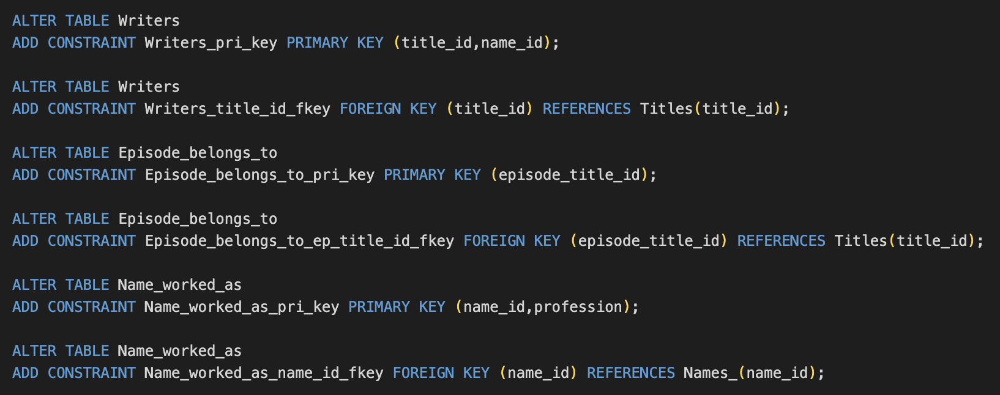 ALTER TABLE Writers
ADD CONSTRAINT Writers_pri_key PRIMARY KEY (title_id,name_id);
ALTER TABLE Writers
ADD CONSTRAINT Writers_title_id_fkey FOREIGN KEY (title_id) REFERENCES Titles(title_id);
ALTER TABLE Episode_belongs_to
ADD CONSTRAINT Episode_belongs_to_pri_key PRIMARY KEY (episode_title_id);
ALTER TABLE Episode_belongs_to
ADD CONSTRAINT Episode_belongs_to_ep_title_id_fkey FOREIGN KEY (episode_title_id) REFERENCES Titles(title_id);
ALTER TABLE Name_worked_as
ADD CONSTRAINT Name_worked_as_pri_key PRIMARY KEY (name_id,profession);
ALTER TABLE Name_worked_as
ADD CONSTRAINT Name_worked_as_name_id_fkey FOREIGN KEY (name_id) REFERENCES Names_(name_id);